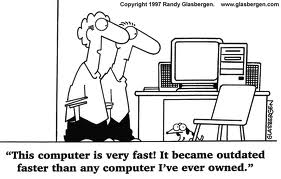 Copyright 1997 Randy Glasbergen. www.glasbergen.com
GLASBERGEN
"This computer is very fast! It became outdated
faster than any computer I've ever owned."